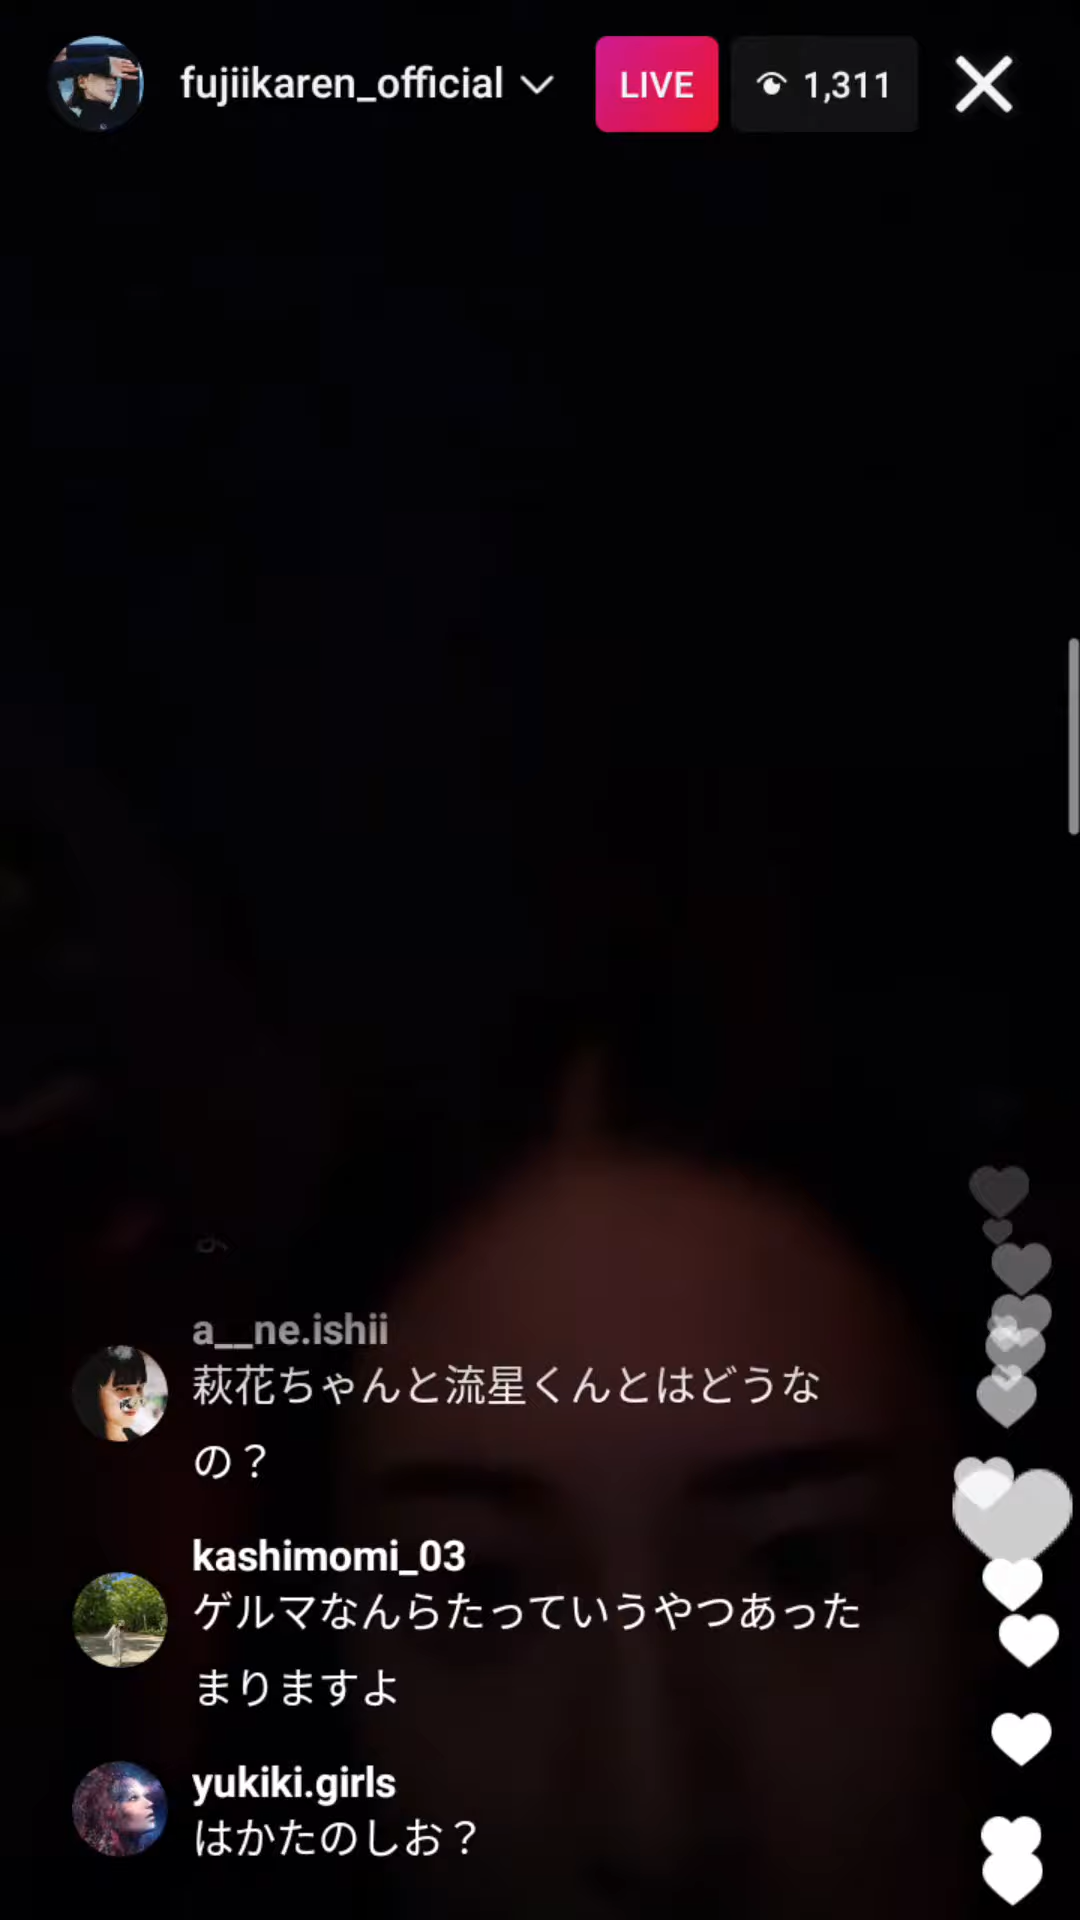 fujiikaren_official
LIVE
1,311
よ
a__ne.ishii
萩花ちゃんと流星くんとはどうな
の？
kashimomi_03
ゲルマなんらたっていうやつあった
まりますよ
yukiki.girls
はかたのしお？